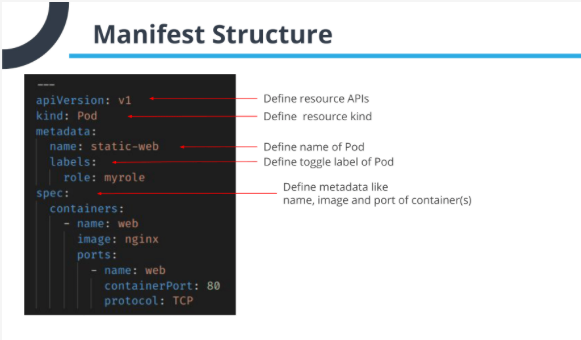 Manifest Structure
---
apiVersion: v1
Define resource APIs
kind: Pod
Define resource kind
metadata:
name: static-web
Define name of Pod
labels:
Define toggle label of Pod
role: myrole
spec:
Define metadata like
name, image and port of container(s)
containers:
- name: web
image: nginx
ports:
- name: web
containerPort: 80
protocol: TCP